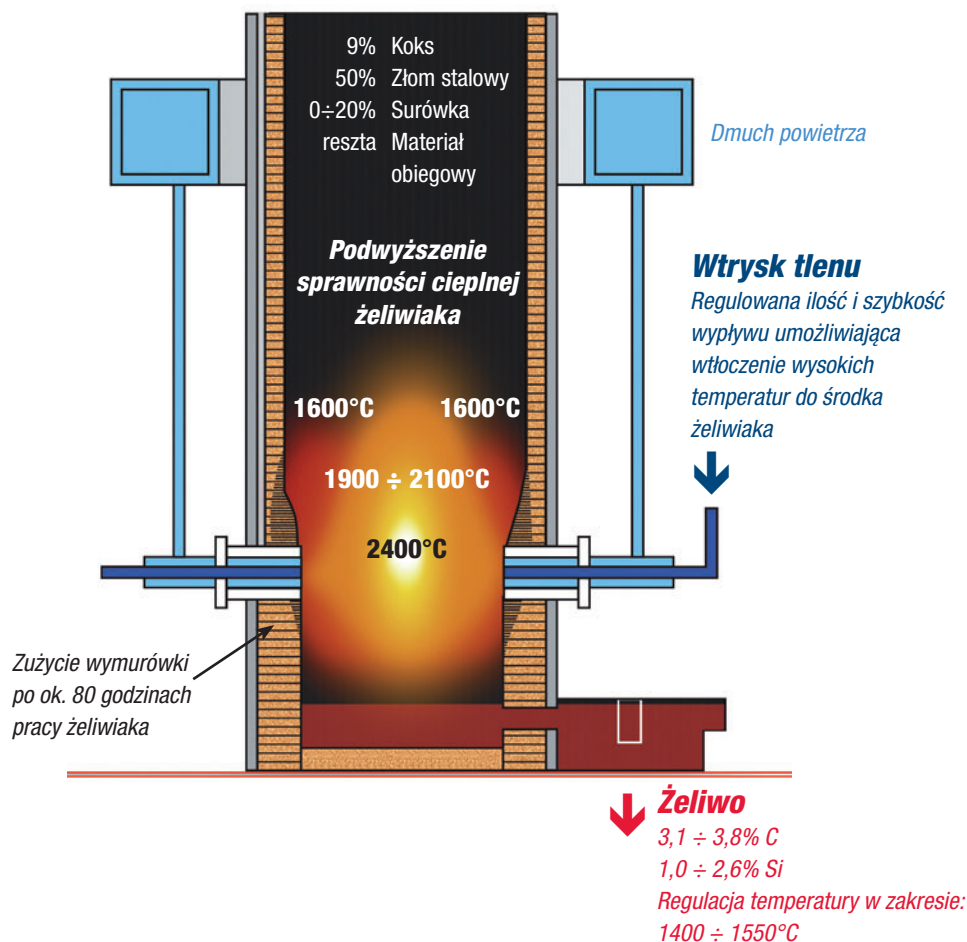 9% Koks
50% Złom stalowy
0÷20% Surówka
reszta Materiał
obiegowy
Dmuch powietrza
Podwyższenie
sprawności cieplnej
żeliwiaka
Wtrysk tlenu
Regulowana ilość i szybkość
wypływu umożliwiająca
wtłoczenie wysokich
temperatur do środka
żeliwiaka
1600°C 1600°C
1900 ÷ 2100°C
2400°C
Zużycie wymurówki
po ok. 80 godzinach
pracy żeliwiaka
Żeliwo
3,1 ÷ 3,8% C
1,0 ÷ 2,6% Si
Regulacja temperatury w zakresie:
1400 ÷ 1550°C